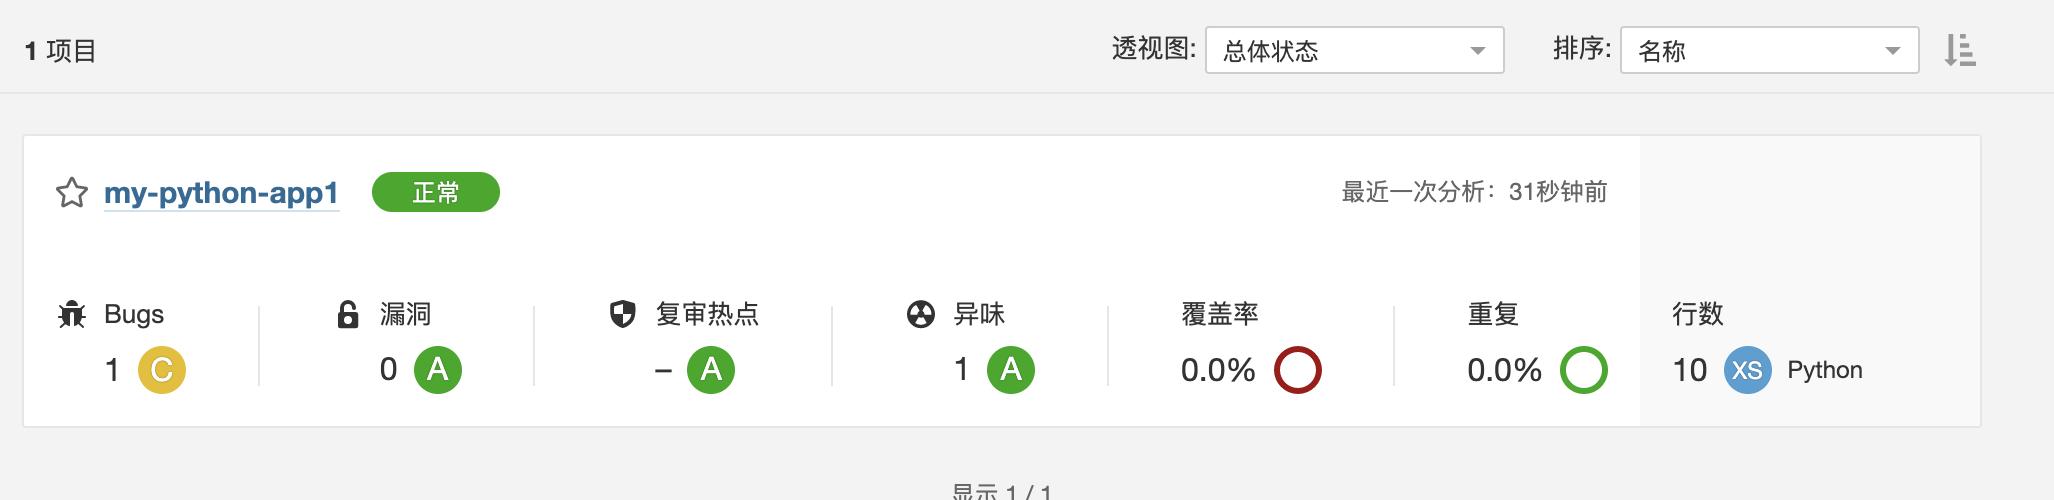 1 项目
透视图: 总体状态 排序: 名称
my-python-app1 正常 最近一次分析：31秒钟前
Bugs 漏洞 复审热点 异味 覆盖率 重复 行数
1 C 0 A – A 1 A 0.0% 0.0% 10 XS Python
显示 1 / 1